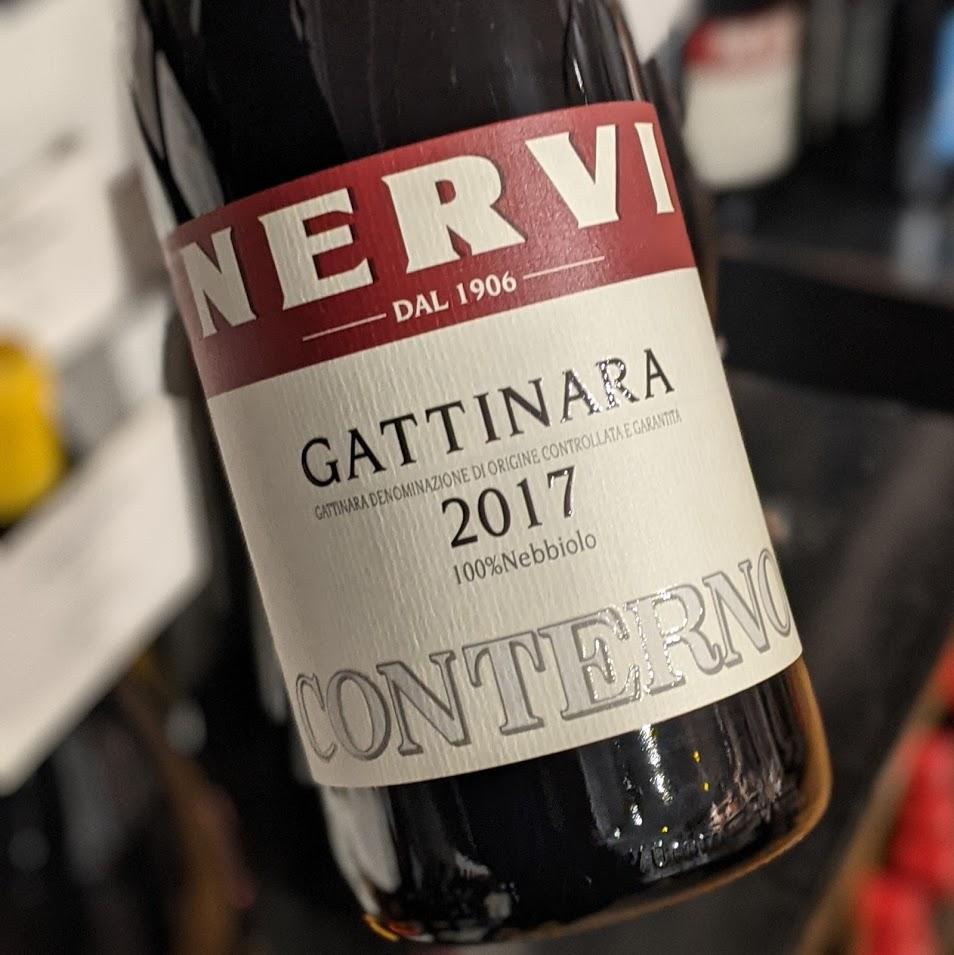 NERVI
DAL 1906
GATTINARA
GATTINARA DENOMINAZIONE DI ORIGINE CONTROLLATA E GARANTITA
2017
100%Nebbiolo
CONTERNO